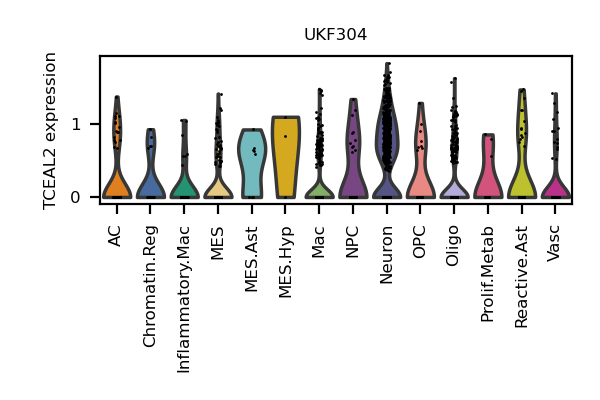 UKF304
TCEAL2 expression
1
0
AC
Chromatin.Reg
Inflammatory.Mac
MES
MES.Ast
MES.Hyp
Mac
NPC
Neuron
OPC
Oligo
Prolif.Metab
Reactive.Ast
Vasc